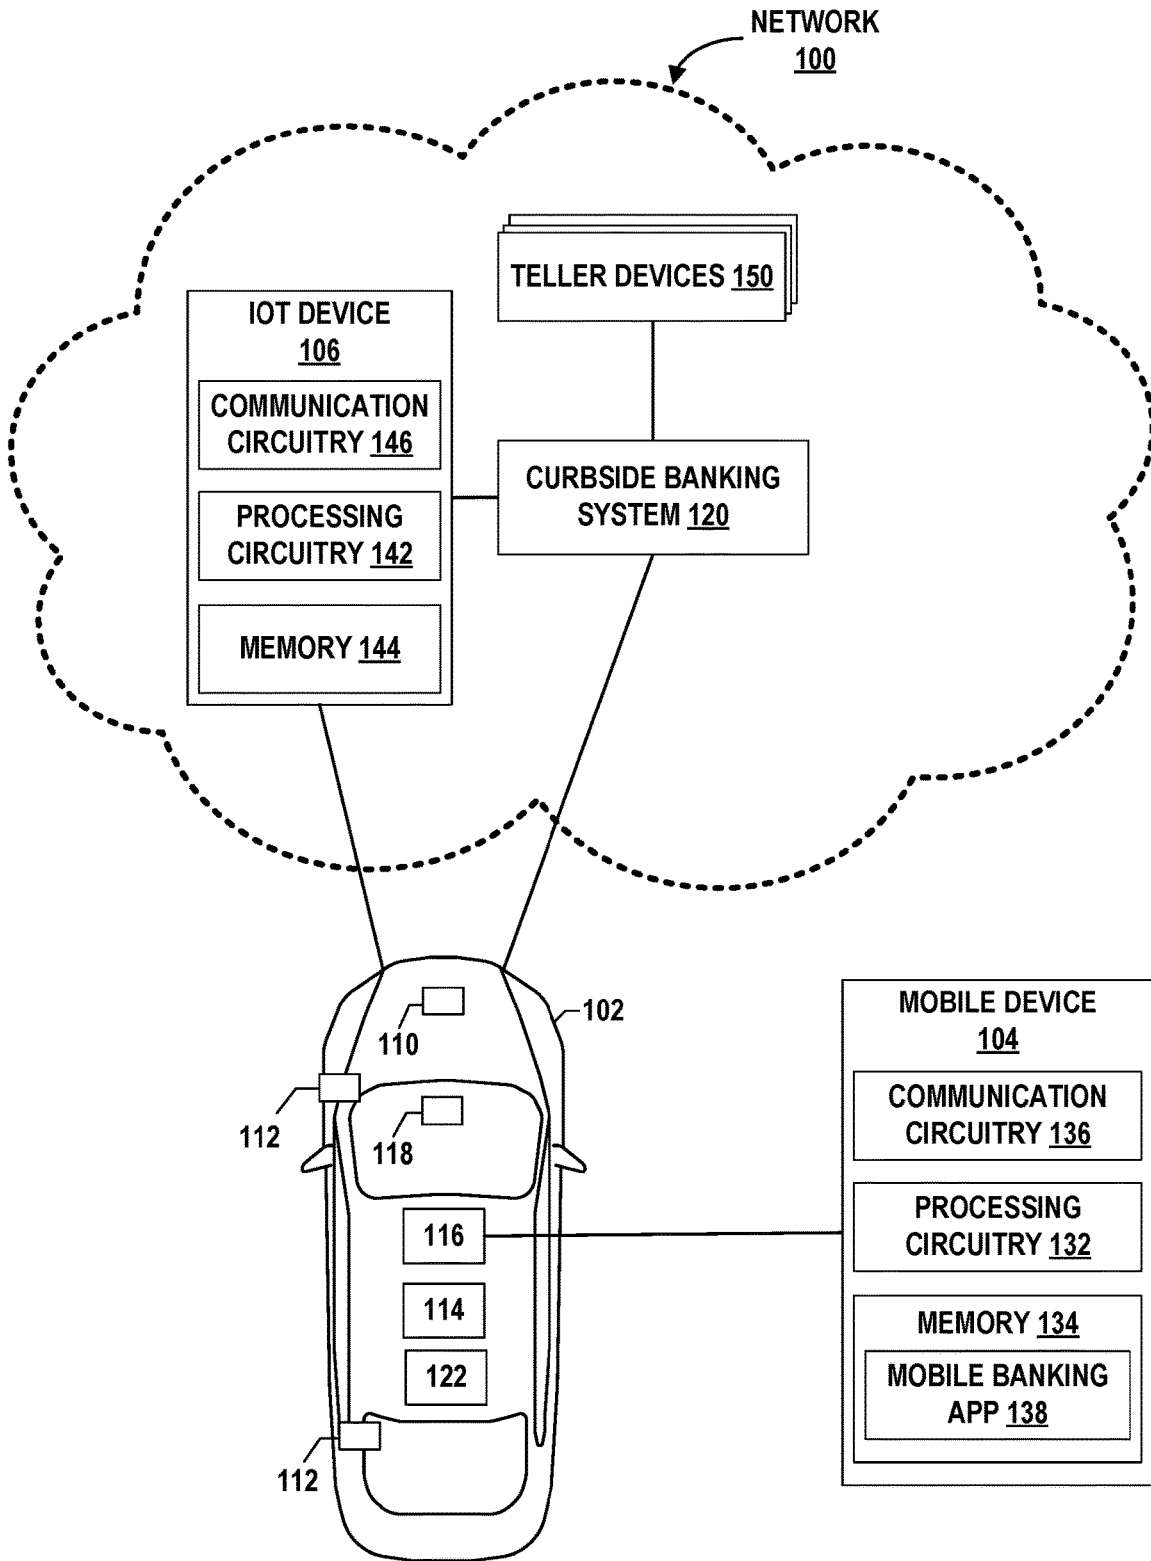 NETWORK
100
TELLER DEVICES 150
IOT DEVICE
106
COMMUNICATION
CIRCUITRY 146
PROCESSING
CIRCUITRY 142
MEMORY 144
CURBSIDE BANKING
SYSTEM 120
110
102
112
118
116
114
122
112
MOBILE DEVICE
104
COMMUNICATION
CIRCUITRY 136
PROCESSING
CIRCUITRY 132
MEMORY 134
MOBILE BANKING
APP 138